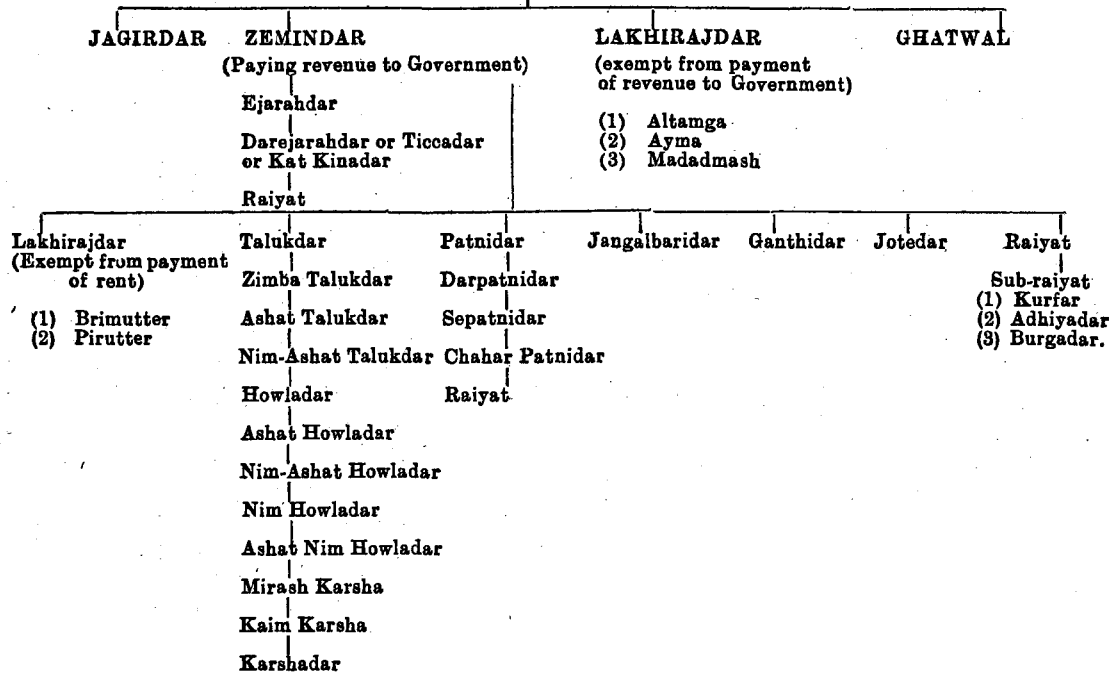 JAGIRDAR ZEMINDAR LAKHIRAJDAR GHATWAL
(Paying revenue to Government) (exempt from payment
of revenue to Government)
Ejarahdar
(1) Altamga
Darejarahdar or Ticcadar (2) Ayma
or Kat Kinadar (3) Madadmash
Raiyat
Lakhirajdar Talukdar Patnidar Jangalbaridar Ganthidar Jotedar Raiyat
(Exempt from payment
of rent) Zimba Talukdar Darpatnidar Sub-raiyat
(1) Kurfar
(1) Brimutter Ashat Talukdar Sepatnidar (2) Adhiyadar
(2) Pirutter (3) Burgadar.
Nim-Ashat Talukdar Chahar Patnidar
Howladar Raiyat
Ashat Howladar
Nim-Ashat Howladar
Nim Howladar
Ashat Nim Howladar
Mirash Karsha
Kaim Karsha
Karshadar